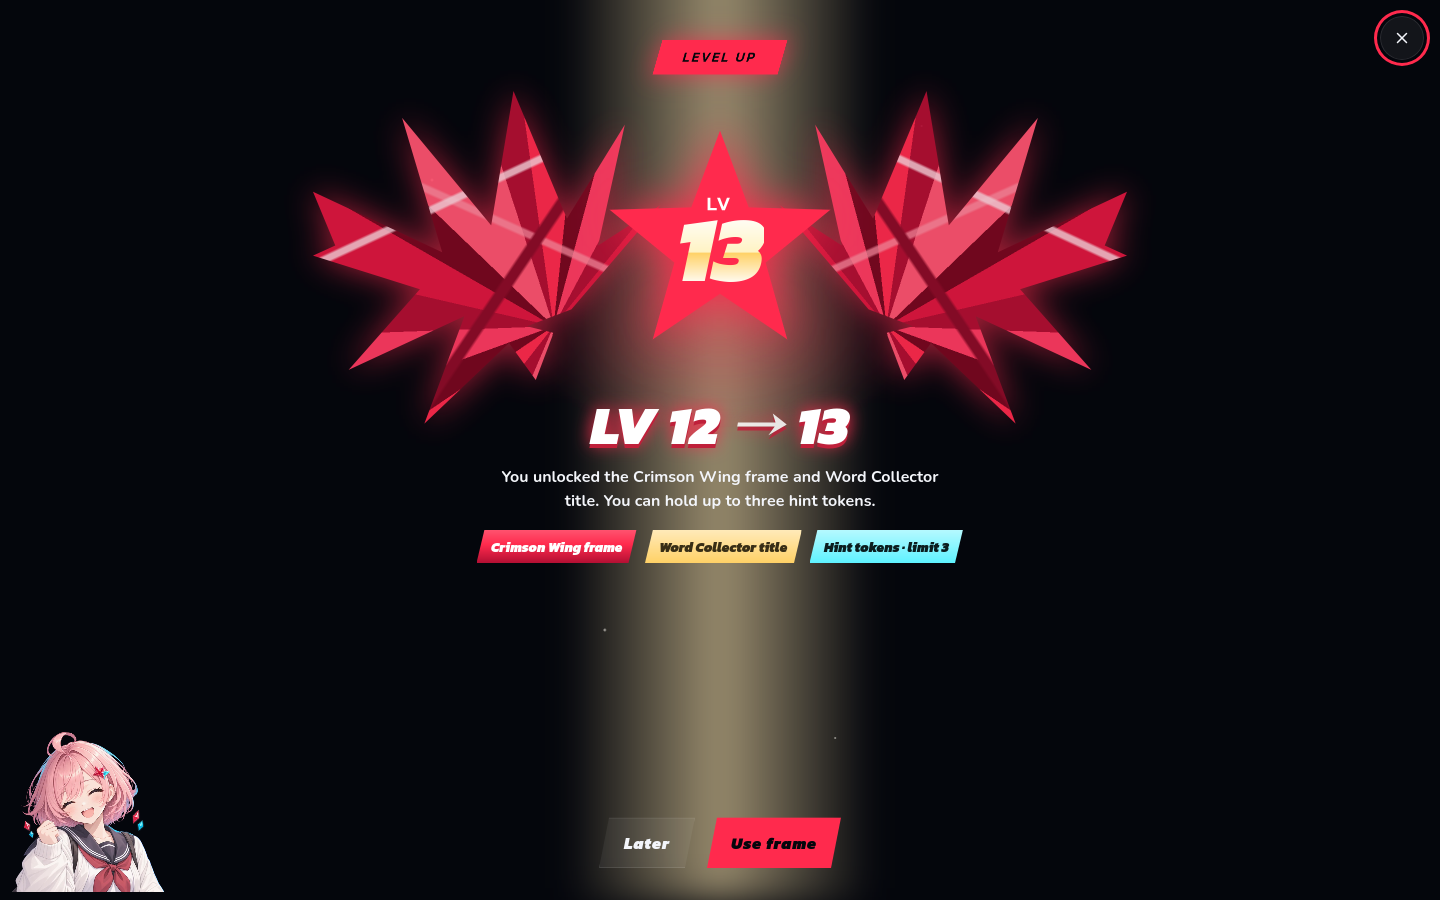 LEVEL UP
LV
13
LV 12 → 13
You unlocked the Crimson Wing frame and Word Collector
title. You can hold up to three hint tokens.
Crimson Wing frame
Word Collector title
Hint tokens · limit 3
Later
Use frame